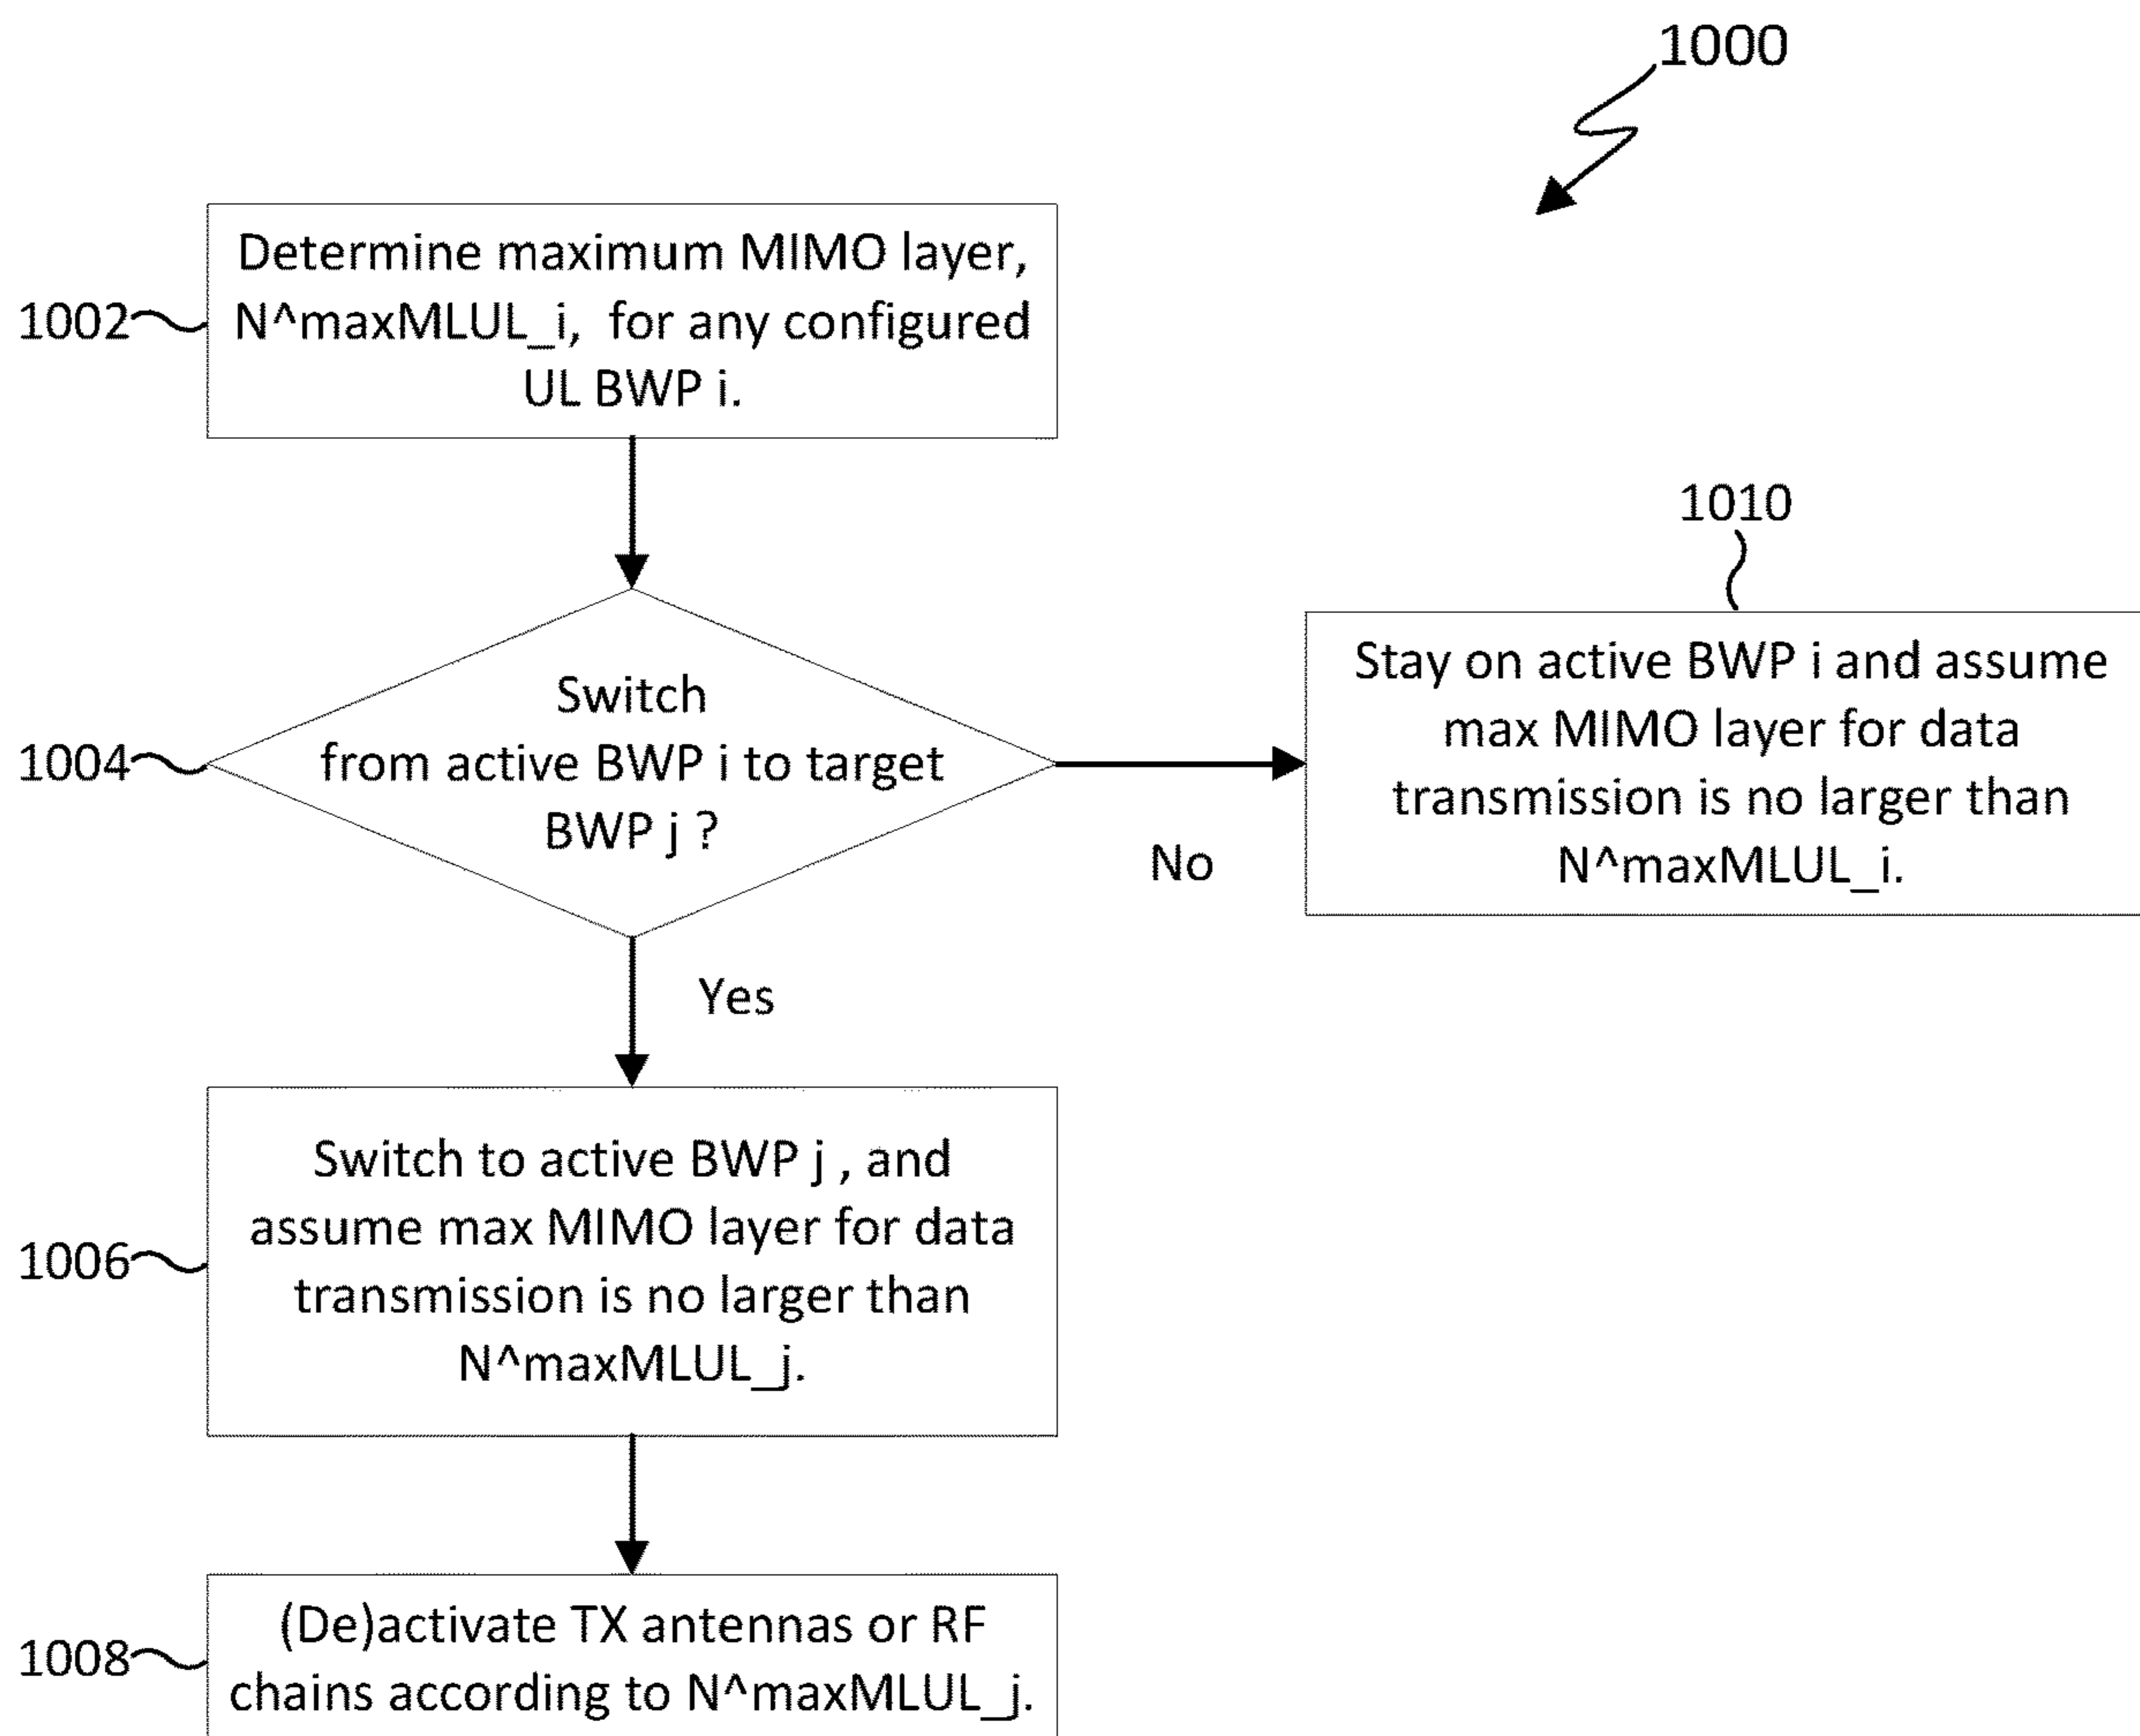 1000
1002
Determine maximum MIMO layer,
N^maxMLUL_i, for any configured
UL BWP i.
1004
Switch
from active BWP i to target
BWP j ?
No
1010
Stay on active BWP i and assume
max MIMO layer for data
transmission is no larger than
N^maxMLUL_i.
Yes
1006
Switch to active BWP j , and
assume max MIMO layer for data
transmission is no larger than
N^maxMLUL_j.
1008
(De)activate TX antennas or RF
chains according to N^maxMLUL_j.